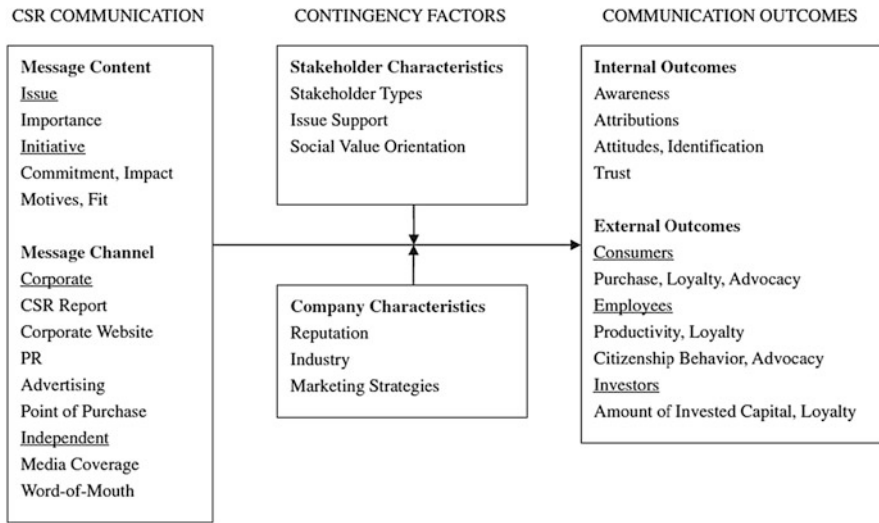 CSR COMMUNICATION
Message Content
Issue
Importance
Initiative
Commitment, Impact
Motives, Fit
Message Channel
Corporate
CSR Report
Corporate Website
PR
Advertising
Point of Purchase
Independent
Media Coverage
Word-of-Mouth
CONTINGENCY FACTORS
Stakeholder Characteristics
Stakeholder Types
Issue Support
Social Value Orientation
Company Characteristics
Reputation
Industry
Marketing Strategies
COMMUNICATION OUTCOMES
Internal Outcomes
Awareness
Attributions
Attitudes, Identification
Trust
External Outcomes
Consumers
Purchase, Loyalty, Advocacy
Employees
Productivity, Loyalty
Citizenship Behavior, Advocacy
Investors
Amount of Invested Capital, Loyalty